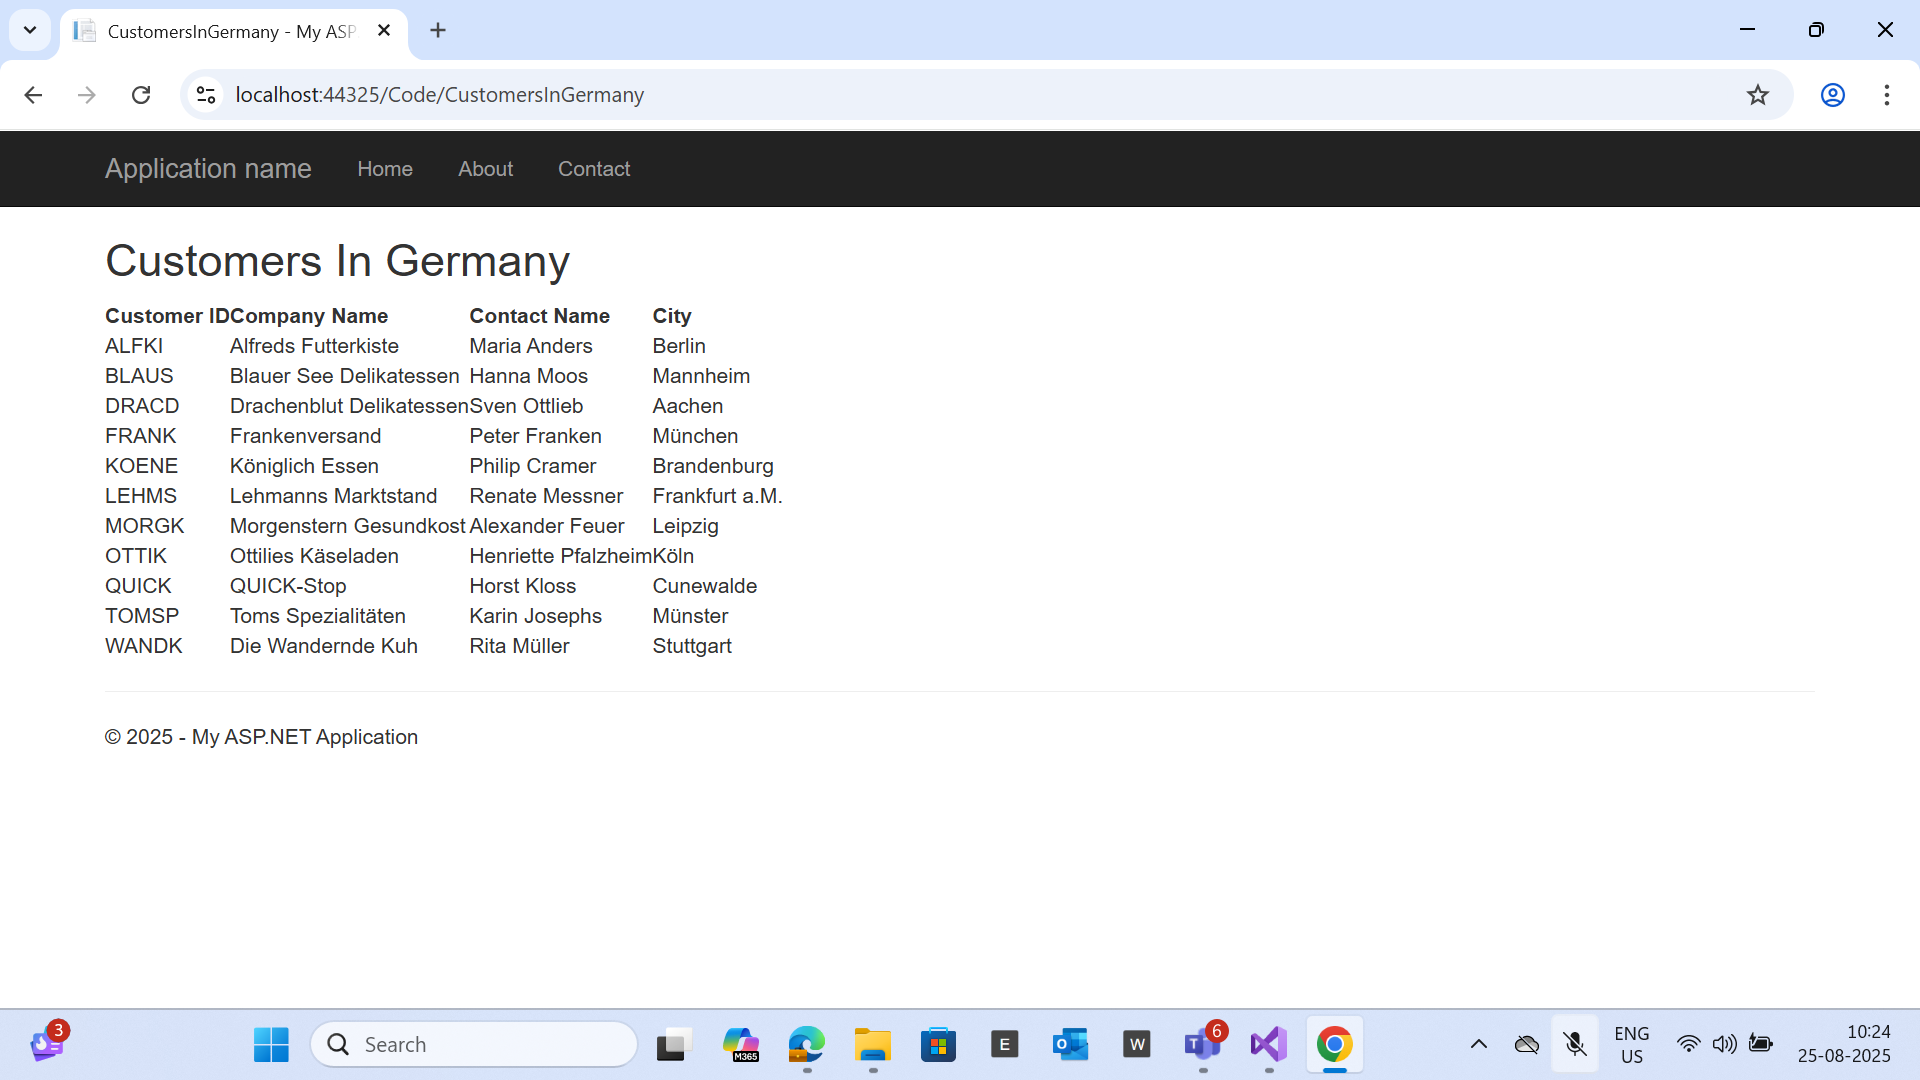 CustomersInGermany - My ASP
localhost:44325/Code/CustomersInGermany
Application name Home About Contact
Customers In Germany
Customer ID Company Name Contact Name City
ALFKI Alfreds Futterkiste Maria Anders Berlin
BLAUS Blauer See Delikatessen Hanna Moos Mannheim
DRACD Drachenblut Delikatessen Sven Ottlieb Aachen
FRANK Frankenversand Peter Franken München
KOENE Königlich Essen Philip Cramer Brandenburg
LEHMS Lehmanns Marktstand Renate Messner Frankfurt a.M.
MORGK Morgenstern Gesundkost Alexander Feuer Leipzig
OTTIK Ottilies Käseladen Henriette Pfalzheim Köln
QUICK QUICK-Stop Horst Kloss Cunewalde
TOMSP Toms Spezialitäten Karin Josephs Münster
WANDK Die Wandernde Kuh Rita Müller Stuttgart
© 2025 - My ASP.NET Application
3
Search
M365
E
O
W
T
6
ENG
US
10:24
25-08-2025